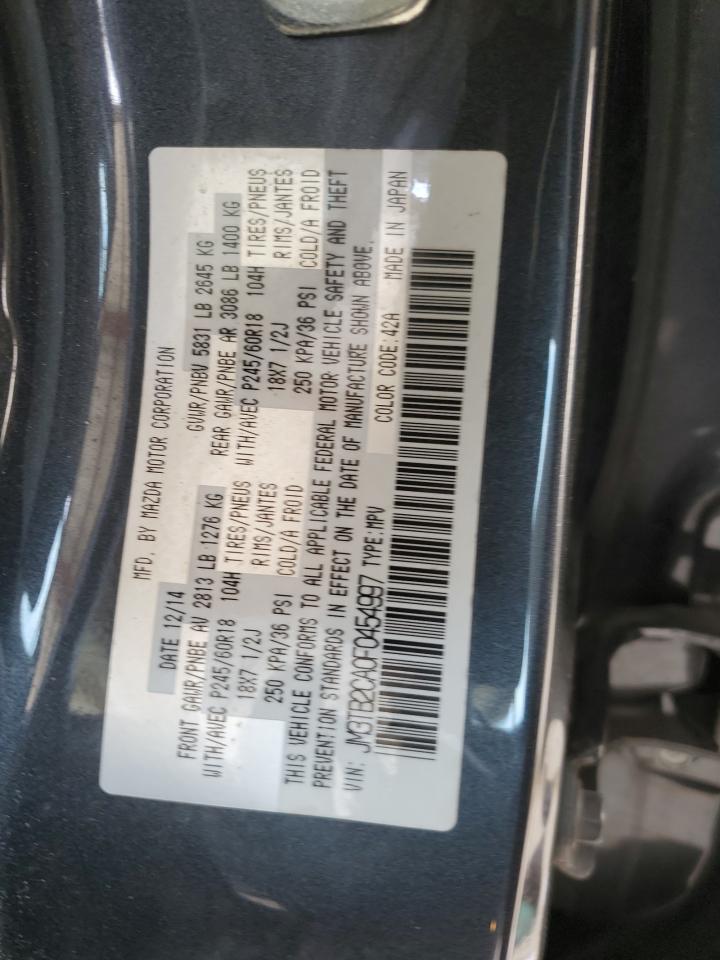 MFD. BY MAZDA MOTOR CORPORATION
DATE 12/14 GVWR/PNBV 5831 LB 2645 KG
FRONT GAWR/PNBE AV 2813 LB 1276 KG REAR GAWR/PNBE AR 3086 LB 1400 KG
WITH/AVEC P245/60R18 104H TIRES/PNEUS WITH/AVEC P245/60R18 104H TIRES/PNEUS
18X7 1/2J RIMS/JANTES 18X7 1/2J RIMS/JANTES
250 KPA/36 PSI COLD/A FROID 250 KPA/36 PSI COLD/A FROID
THIS VEHICLE CONFORMS TO ALL APPLICABLE FEDERAL MOTOR VEHICLE SAFETY AND THEFT
PREVENTION STANDARDS IN EFFECT ON THE DATE OF MANUFACTURE SHOWN ABOVE.
VIN: JM3TB2CA0F0454997 TYPE:MPV COLOR CODE:42A MADE IN JAPAN